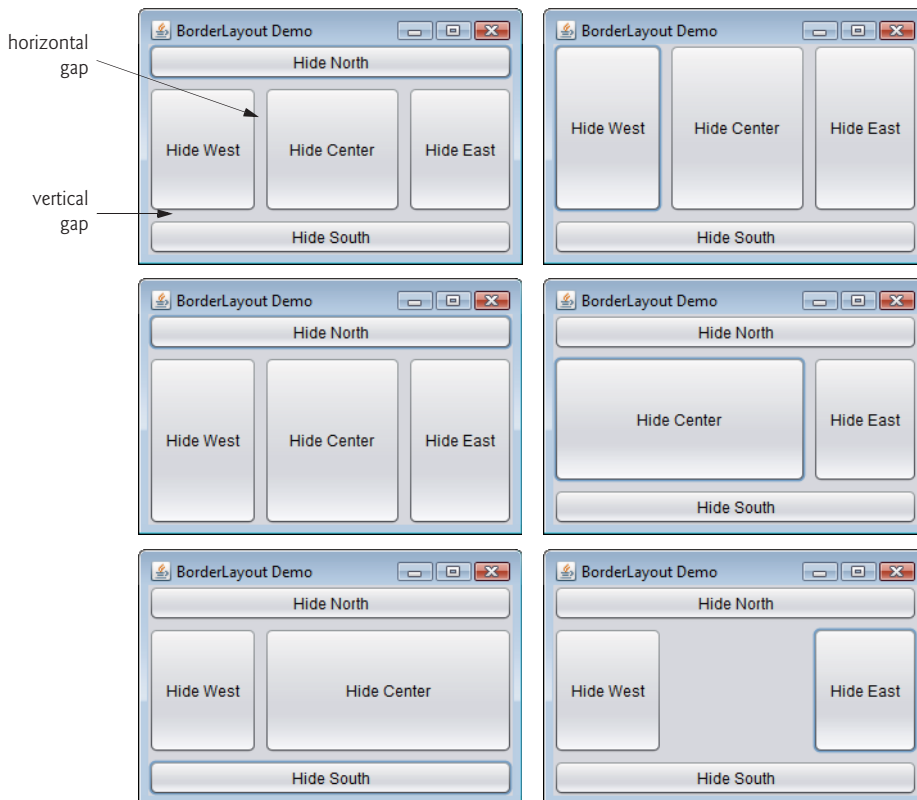 horizontal
gap
vertical
gap
BorderLayout Demo
Hide North
Hide West
Hide Center
Hide East
Hide South
BorderLayout Demo
Hide West
Hide Center
Hide East
Hide South
BorderLayout Demo
Hide North
Hide West
Hide Center
Hide East
BorderLayout Demo
Hide North
Hide Center
Hide East
Hide South
BorderLayout Demo
Hide North
Hide West
Hide Center
Hide South
BorderLayout Demo
Hide North
Hide West
Hide East
Hide South